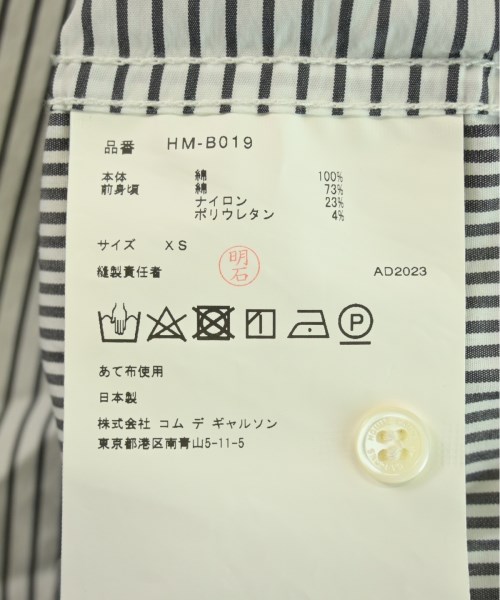 品番 HM-B019
本体 綿 100%
前身頃 綿 73%
ナイロン 23%
ポリウレタン 4%
サイズ XS
縫製責任者 明石 AD2023
P
あて布使用
日本製
株式会社 コム デ ギャルソン
東京都港区南青山5-11-5